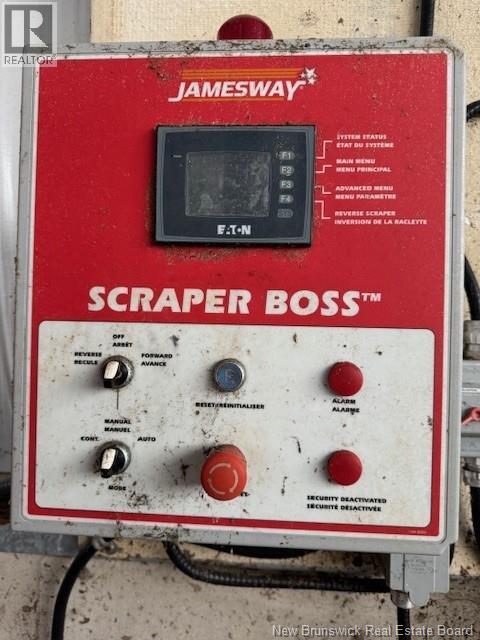 R
REALTOR
JAMESWAY
SYSTEM STATUS
ÉTAT DU SYSTÈME
F1
MAIN MENU
MENU PRINCIPAL
F2
ADVANCED MENU
MENU PARAMÈTRE
F3
REVERSE SCRAPER
INVERSION DE LA RACLETTE
F4
EATON
SCRAPER BOSS™
OFF
ARRÊT
REVERSE
RECULE
FORWARD
AVANCE
RESET/RÉINITIALISER
ALARM
ALARME
MANUAL
MANUEL
CONT.
AUTO
MODE
SECURITY DEACTIVATED
SÉCURITÉ DÉSACTIVÉE
New Brunswick Real Estate Board